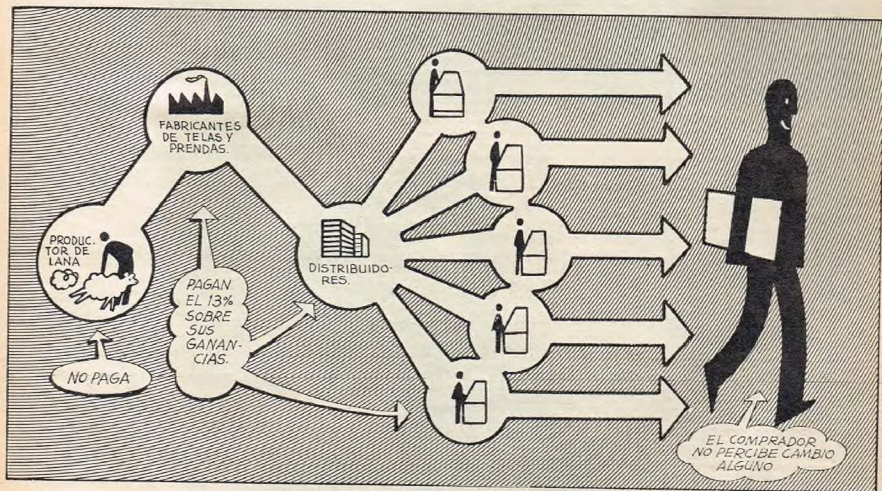 FABRICANTES
DE TELAS Y
PRENDAS.
PRODUC-
TOR DE
LANA
DISTRIBUIDO-
RES.
PAGAN
EL 13%
SOBRE
SUS
GANAN-
CIAS.
NO PAGA
EL COMPRADOR
NO PERCIBE CAMBIO
ALGUNO